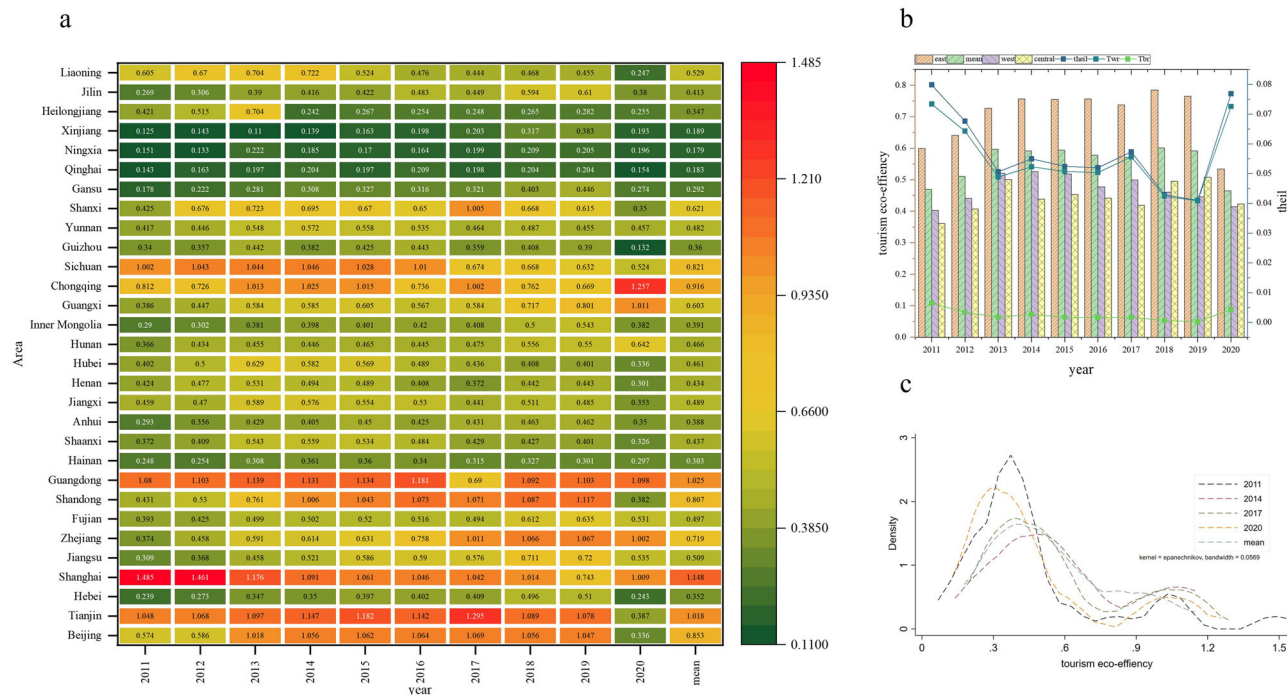 a
Liaoning 0.605 0.67 0.704 0.722 0.524 0.476 0.444 0.468 0.455 0.247 0.529
Jilin 0.269 0.306 0.39 0.416 0.422 0.483 0.449 0.594 0.61 0.38 0.413
Heilongjiang 0.421 0.515 0.704 0.242 0.267 0.254 0.248 0.265 0.282 0.255 0.347
Xinjiang 0.125 0.143 0.11 0.139 0.163 0.198 0.203 0.317 0.383 0.193 0.189
Ningxia 0.151 0.133 0.222 0.185 0.17 0.164 0.199 0.209 0.205 0.196 0.179
Qinghai 0.143 0.163 0.197 0.197 0.197 0.216 0.209 0.198 0.204 0.204 0.154 0.183
Gansu 0.178 0.222 0.281 0.308 0.327 0.316 0.321 0.403 0.446 0.274 0.292
Shanxi 0.425 0.676 0.723 0.695 0.67 0.65 1.005 0.668 0.615 0.35 0.621
Yunnan 0.417 0.446 0.548 0.572 0.558 0.535 0.464 0.487 0.455 0.457 0.482
Guizhou 0.34 0.357 0.442 0.382 0.425 0.443 0.359 0.408 0.39 0.132 0.36
Sichuan 1.002 1.043 1.044 1.046 1.028 1.01 0.674 0.668 0.632 0.524 0.821
Chongqing 0.812 0.726 1.013 1.025 1.015 0.736 1.002 0.762 0.669 1.257 0.916
Guangxi 0.386 0.447 0.584 0.585 0.605 0.567 0.584 0.717 0.801 1.011 0.603
Inner Mongolia 0.29 0.302 0.381 0.398 0.401 0.42 0.408 0.5 0.543 0.382 0.391
Hunan 0.366 0.434 0.455 0.446 0.465 0.445 0.475 0.556 0.55 0.642 0.466
Hubei 0.402 0.5 0.629 0.582 0.569 0.489 0.436 0.408 0.401 0.336 0.461
Henan 0.424 0.477 0.531 0.494 0.489 0.408 0.372 0.442 0.443 0.301 0.434
Jiangxi 0.459 0.47 0.589 0.576 0.554 0.53 0.441 0.511 0.485 0.353 0.489
Anhui 0.293 0.356 0.429 0.405 0.45 0.425 0.431 0.463 0.462 0.35 0.388
Shaanxi 0.372 0.409 0.543 0.559 0.534 0.484 0.429 0.427 0.401 0.326 0.437
Hainan 0.248 0.254 0.308 0.361 0.36 0.34 0.315 0.327 0.301 0.297 0.303
Guangdong 1.08 1.103 1.139 1.131 1.134 1.181 0.69 1.092 1.103 1.098 1.025
Shandong 0.431 0.53 0.761 1.006 1.043 1.073 1.071 1.087 1.117 0.382 0.807
Fujian 0.393 0.425 0.499 0.502 0.52 0.516 0.494 0.612 0.635 0.531 0.497
Zhejiang 0.374 0.458 0.591 0.614 0.631 0.758 1.011 1.066 1.067 1.002 0.719
Jiangsu 0.309 0.368 0.458 0.521 0.586 0.59 0.576 0.711 0.72 0.535 0.509
Shanghai 1.485 1.461 1.176 1.091 1.061 1.046 1.042 1.014 0.743 1.009 1.148
Hebei 0.239 0.273 0.347 0.35 0.397 0.402 0.409 0.496 0.51 0.243 0.352
Tianjin 1.048 1.068 1.097 1.147 1.182 1.142 1.295 1.089 1.078 0.387 1.018
Beijing 0.574 0.586 1.018 1.056 1.062 1.064 1.069 1.056 1.047 0.336 0.853
2011 2012 2013 2014 2015 2016 2017 2018 2019 2020 mean
year
Area
1.485
1.210
0.9350
0.6600
0.3850
0.1100
b
east mean west central theil Twr Tbr
0.8
0.7
0.6
0.5
0.4
0.3
0.2
0.1
0.0
tourism eco-effiency
0.08
0.07
0.06
0.05
0.04
0.03
0.02
0.01
0.00
theil
2011 2012 2013 2014 2015 2016 2017 2018 2019 2020
year
c
3
2
1
0
Density
2011
2014
2017
2020
mean
kernel = epanechnikov, bandwidth = 0.0569
0 .3 .6 .9 1.2 1.5
tourism eco-effiency